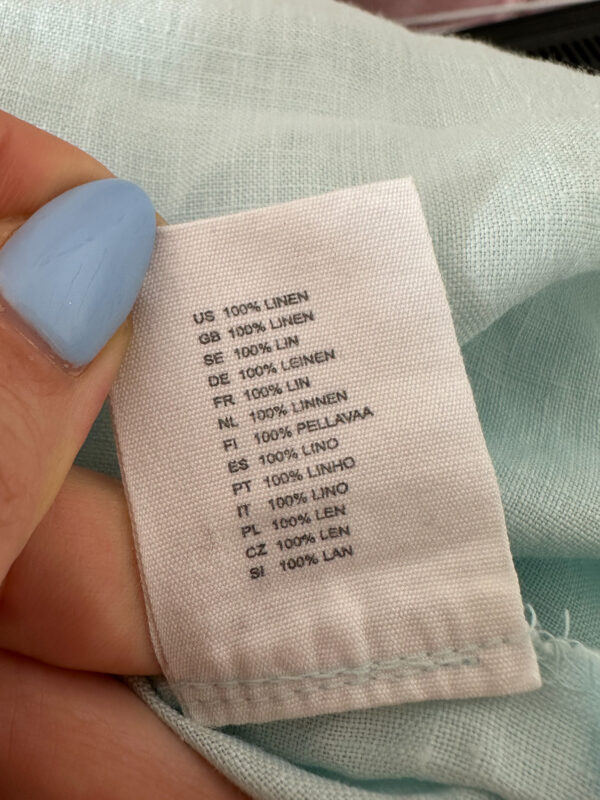 US 100% LINEN
GB 100% LINEN
SE 100% LIN
DE 100% LEINEN
FR 100% LIN
NL 100% LINNEN
FI 100% PELLAVAA
ES 100% LINO
PT 100% LINHO
IT 100% LINO
PL 100% LEN
CZ 100% LEN
SI 100% LAN